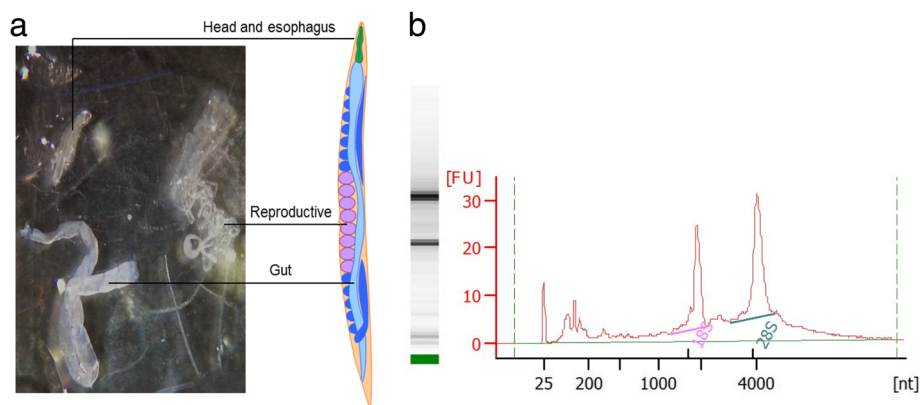 a
Head and esophagus
Reproductive
Gut
b
[FU]
30
20
10
0
18S
28S
25
200
1000
4000
[nt]